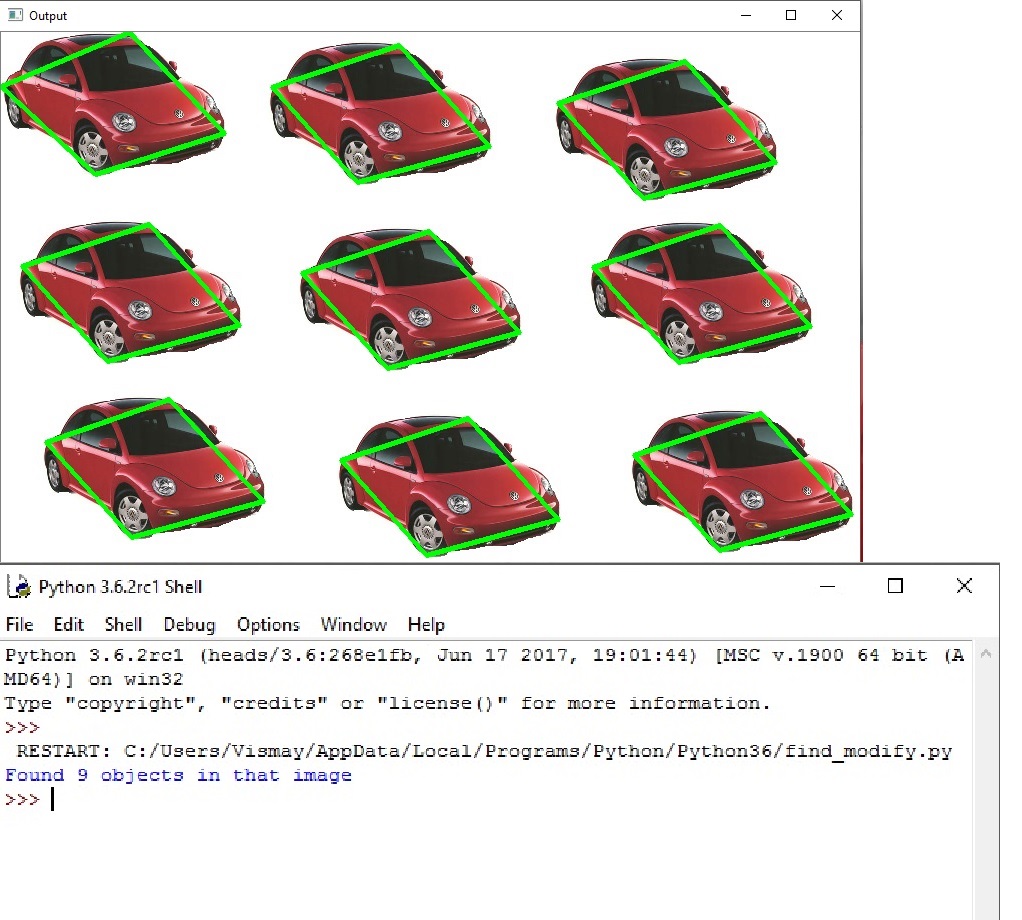 Output
Python 3.6.2rc1 Shell
File Edit Shell Debug Options Window Help
Python 3.6.2rc1 (heads/3.6:268e1fb, Jun 17 2017, 19:01:44) [MSC v.1900 64 bit (A
MD64)] on win32
Type "copyright", "credits" or "license()" for more information.
>>>
RESTART: C:/Users/Vismay/AppData/Local/Programs/Python/Python36/find_modify.py
Found 9 objects in that image
>>>